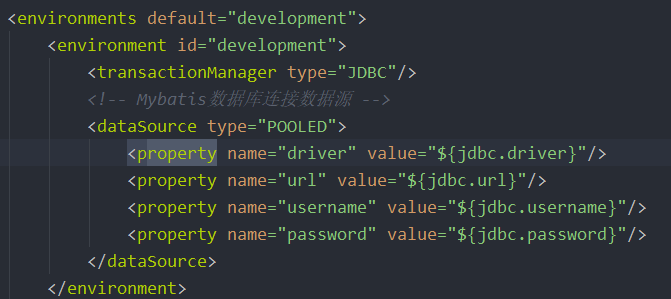 <environments default="development">
<environment id="development">
<transactionManager type="JDBC"/>
<!-- Mybatis数据库连接数据源 -->
<dataSource type="POOLED">
<property name="driver" value="${jdbc.driver}"/>
<property name="url" value="${jdbc.url}"/>
<property name="username" value="${jdbc.username}"/>
<property name="password" value="${jdbc.password}"/>
</dataSource>
</environment>